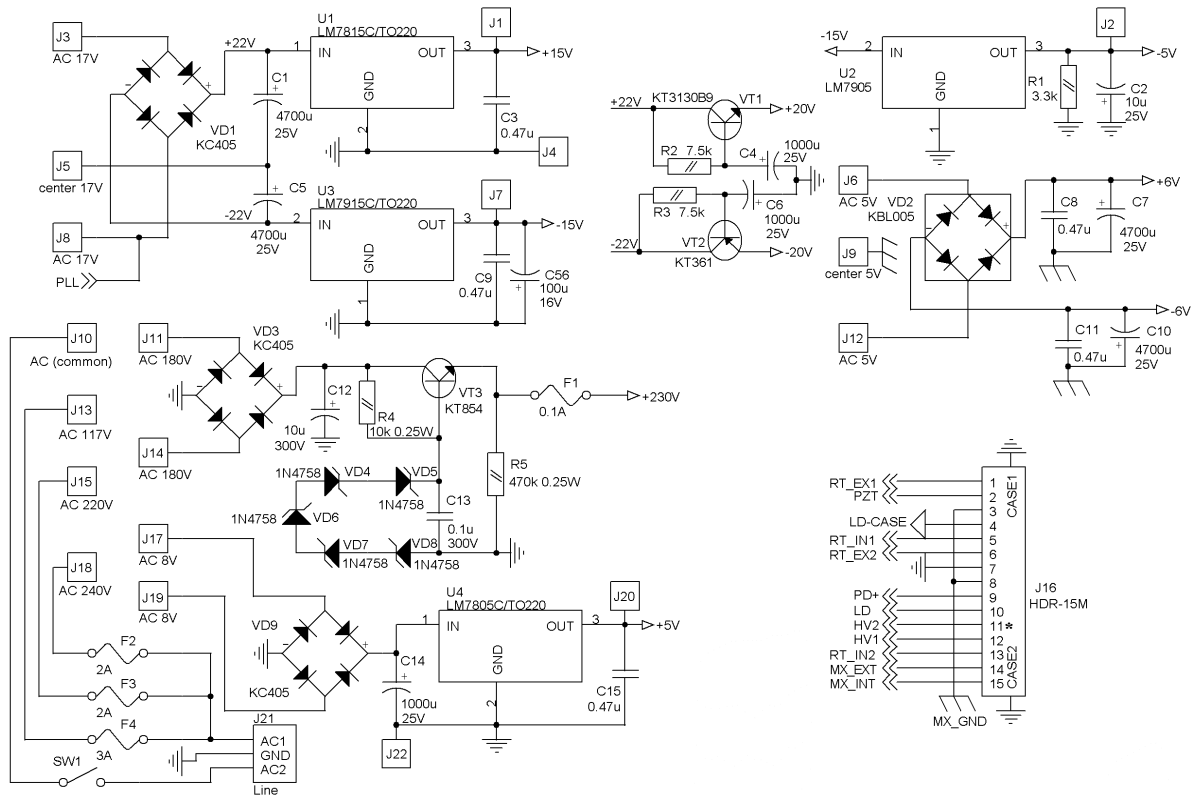 J3
AC 17V
+22V
VD1
KC405
C1
4700u
25V
U1
LM7815C/TO220
1
IN
OUT
3
GND
2
J1
+15V
C3
0.47u
J4
J5
center 17V
C5
4700u
25V
-22V
J8
AC 17V
PLL
U3
LM7915C/TO220
2
IN
OUT
3
GND
1
J7
-15V
C9
0.47u
C56
100u
16V
KT3130B9
VT1
+22V
+20V
R2 7.5k
C4
1000u
25V
R3 7.5k
C6
1000u
25V
VT2
-22V
-20V
KT361
-15V
2
IN
OUT
3
U2
LM7905
GND
1
J2
-5V
R1
3.3k
C2
10u
25V
J6
AC 5V
VD2
KBL005
J9
center 5V
+6V
C8
0.47u
C7
4700u
25V
J12
AC 5V
-6V
C11
0.47u
C10
4700u
25V
J10
AC (common)
J11
AC 180V
VD3
KC405
J13
AC 117V
J14
AC 180V
C12
10u
300V
R4
10k 0.25W
VT3
KT854
F1
0.1A
+230V
R5
470k 0.25W
J15
AC 220V
1N4758
VD4
VD5
1N4758
1N4758
VD6
VD7
1N4758
VD8
1N4758
C13
0.1u
300V
J17
AC 8V
J18
AC 240V
J19
AC 8V
VD9
KC405
U4
LM7805C/TO220
1
IN
OUT
3
GND
2
J20
+5V
C14
1000u
25V
C15
0.47u
J22
F2
2A
F3
2A
F4
3A
SW1
J21
AC1
GND
AC2
Line
RT_EX1
PZT
LD-CASE
RT_IN1
RT_EX2
PD+
LD
HV2
HV1
RT_IN2
MX_EXT
MX_INT
MX_GND
1
2
3
4
5
6
7
8
9
10
11*
12
13
14
15
CASE1
CASE2
J16
HDR-15M